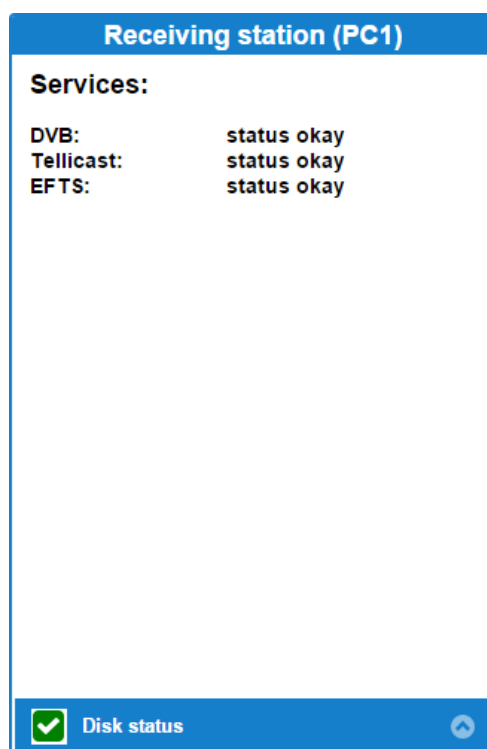 Receiving station (PC1)
Services:
DVB: status okay
Tellicast: status okay
EFTS: status okay
Disk status